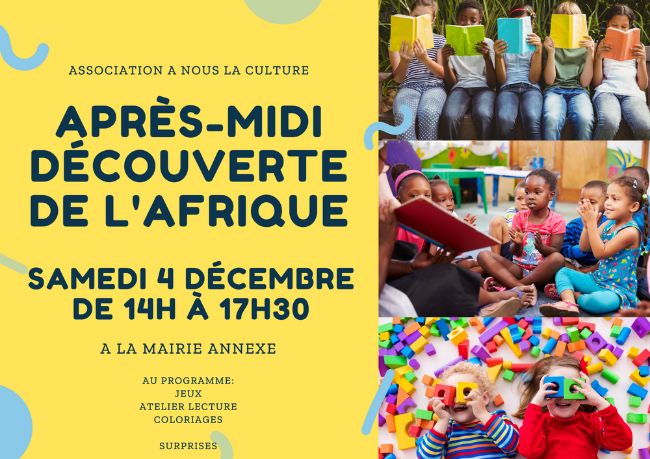 ASSOCIATION A NOUS LA CULTURE
APRÈS-MIDI
DÉCOUVERTE
DE L'AFRIQUE
SAMEDI 4 DÉCEMBRE
DE 14H À 17H30
A LA MAIRIE ANNEXE
AU PROGRAMME:
JEUX
ATELIER LECTURE
COLORIAGES
SURPRISES